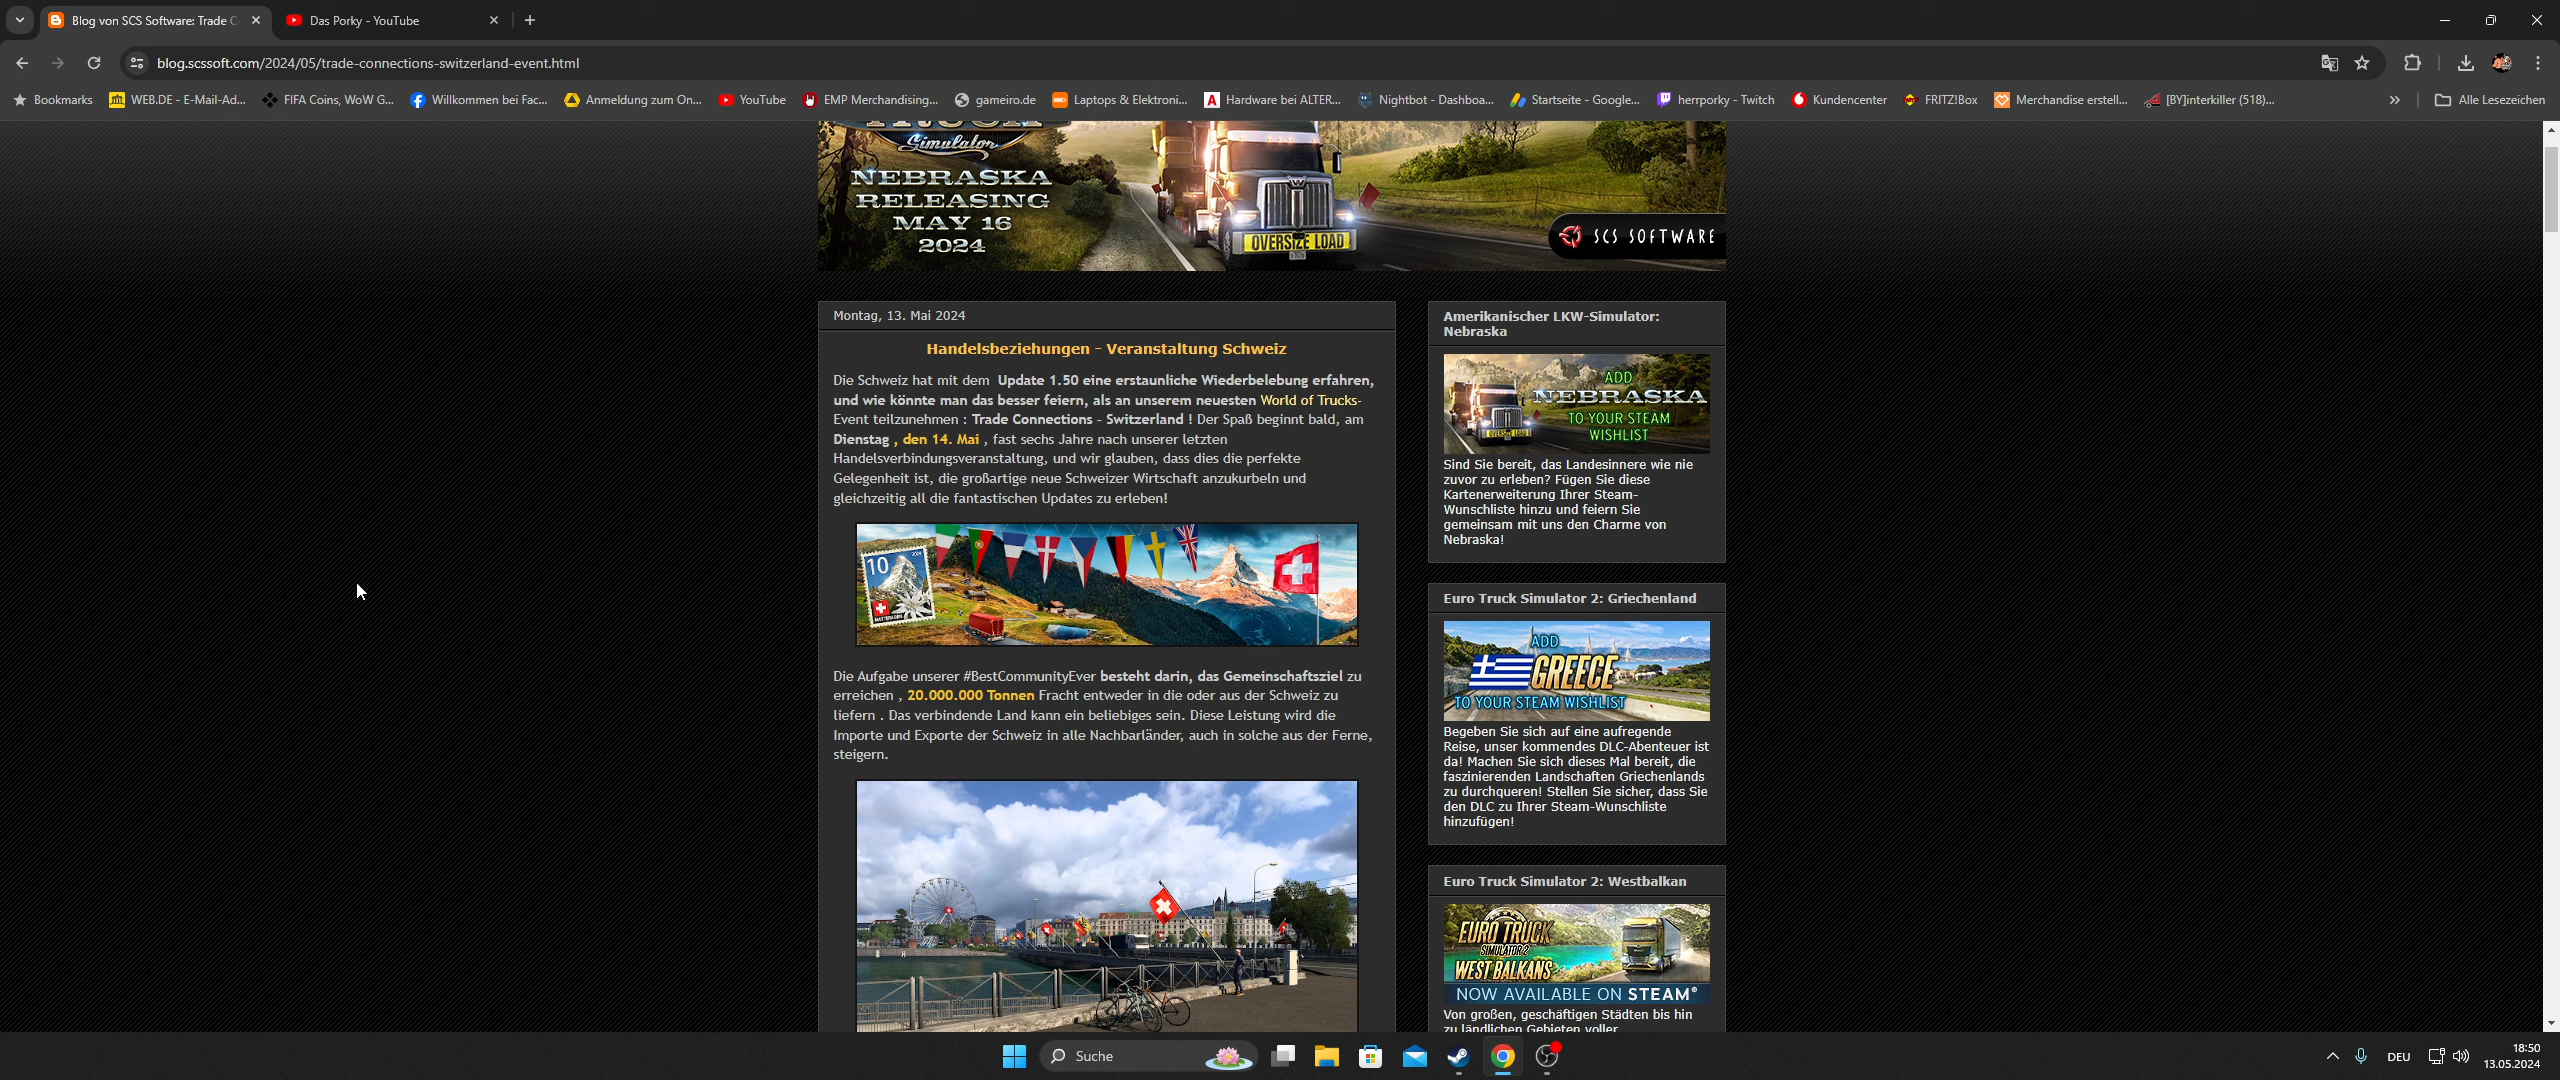 Blog von SCS Software: Trade C
Das Porky - YouTube
blog.scssoft.com/2024/05/trade-connections-switzerland-event.html
Bookmarks
WEB.DE - E-Mail-Ad...
FIFA Coins, WoW G...
Willkommen bei Fac...
Anmeldung zum On...
YouTube
EMP Merchandising...
gameiro.de
Laptops & Elektroni...
Hardware bei ALTER...
Nightbot - Dashboa...
Startseite - Google...
herrporky - Twitch
Kundencenter
FRITZ!Box
Merchandise erstell...
[BY]interkiller (518)...
»
Alle Lesezeichen
TRUCK
Simulator
NEBRASKA
RELEASING
MAY 16
2024
OVERSIZE LOAD
SCS SOFTWARE
Montag, 13. Mai 2024
Handelsbeziehungen - Veranstaltung Schweiz
Die Schweiz hat mit dem Update 1.50 eine erstaunliche Wiederbelebung erfahren,
und wie könnte man das besser feiern, als an unserem neuesten World of Trucks-
Event teilzunehmen : Trade Connections - Switzerland ! Der Spaß beginnt bald, am
Dienstag , den 14. Mai , fast sechs Jahre nach unserer letzten
Handelsverbindungsveranstaltung, und wir glauben, dass dies die perfekte
Gelegenheit ist, die großartige neue Schweizer Wirtschaft anzukurbeln und
gleichzeitig all die fantastischen Updates zu erleben!
10
2024
MATTERHORN
Die Aufgabe unserer #BestCommunityEver besteht darin, das Gemeinschaftsziel zu
erreichen , 20.000.000 Tonnen Fracht entweder in die oder aus der Schweiz zu
liefern . Das verbindende Land kann ein beliebiges sein. Diese Leistung wird die
Importe und Exporte der Schweiz in alle Nachbarländer, auch in solche aus der Ferne,
steigern.
Amerikanischer LKW-Simulator:
Nebraska
ADD
NEBRASKA
TO YOUR STEAM
WISHLIST
OVERSIZE LOAD
Sind Sie bereit, das Landesinnere wie nie
zuvor zu erleben? Fügen Sie diese
Kartenerweiterung Ihrer Steam-
Wunschliste hinzu und feiern Sie
gemeinsam mit uns den Charme von
Nebraska!
Euro Truck Simulator 2: Griechenland
ADD
GREECE
TO YOUR STEAM WISHLIST
Begeben Sie sich auf eine aufregende
Reise, unser kommendes DLC-Abenteuer ist
da! Machen Sie sich dieses Mal bereit, die
faszinierenden Landschaften Griechenlands
zu durchqueren! Stellen Sie sicher, dass Sie
den DLC zu Ihrer Steam-Wunschliste
hinzufügen!
Euro Truck Simulator 2: Westbalkan
EURO TRUCK
SIMULATOR 2
WEST BALKANS
NOW AVAILABLE ON STEAM®
Von großen, geschäftigen Städten bis hin
zu ländlichen Gebieten voller
Suche
DEU
18:50
13.05.2024